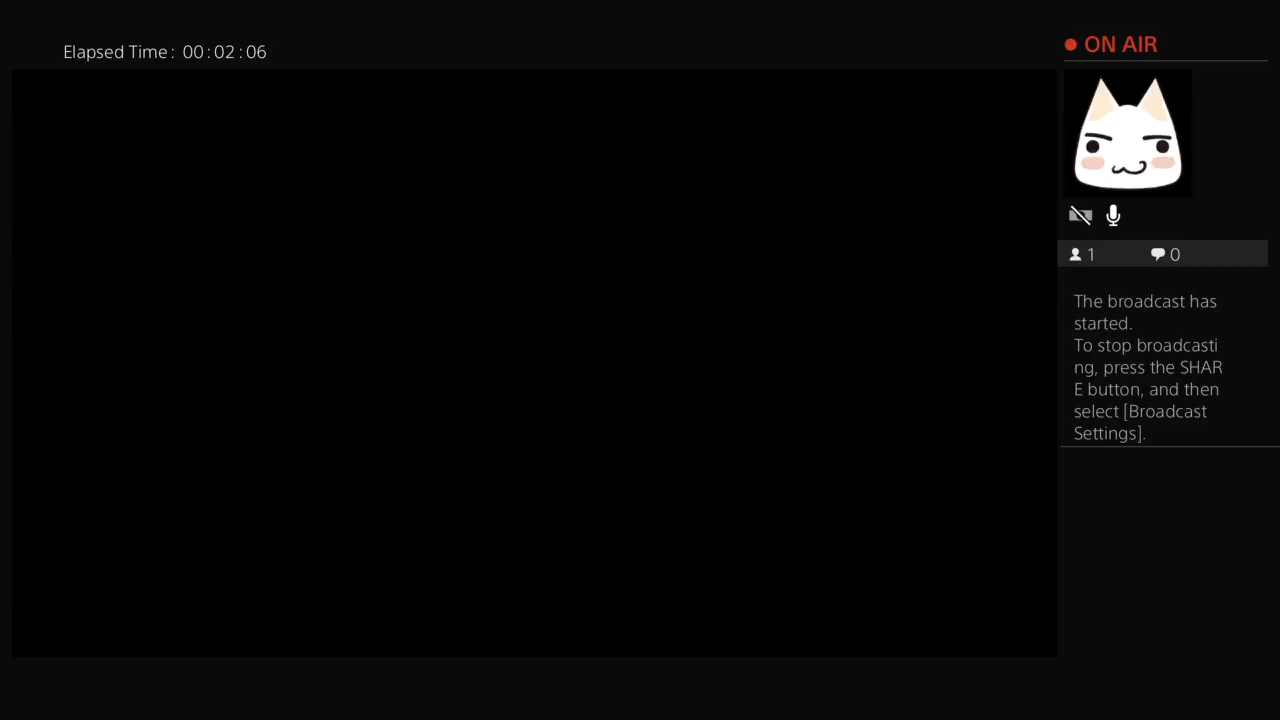 Elapsed Time: 00:02:06
ON AIR
1
0
The broadcast has
started.
To stop broadcasti
ng, press the SHAR
E button, and then
select [Broadcast
Settings].